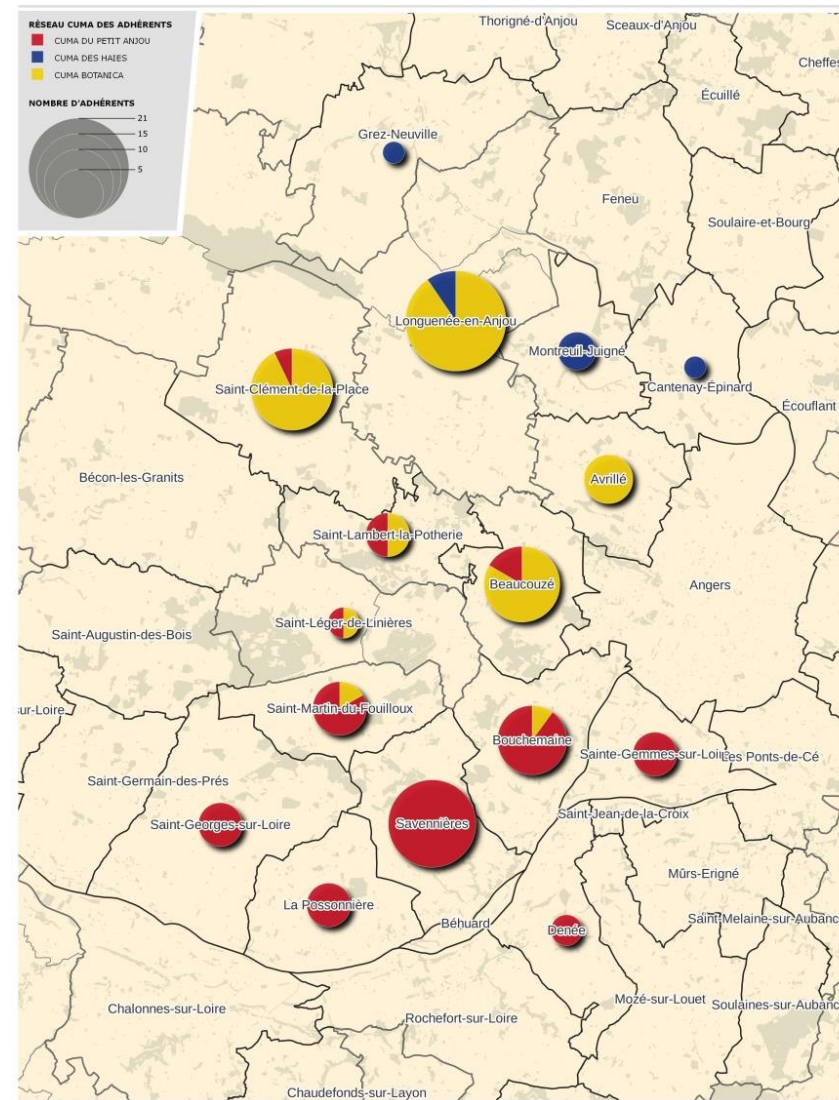 RÉSEAU CUMA DES ADHÉRENTS
CUMA DU PETIT ANJOU
CUMA DES HAIES
CUMA BOTANICA
NOMBRE D'ADHÉRENTS
21
15
10
5
Thorigné-d'Anjou
Sceaux-d'Anjou
Cheffes
Écuillé
Grez-Neuville
Feneu
Soulaire-et-Bourg
Longuenée-en-Anjou
Montreuil-Juigné
Saint-Clément-de-la-Place
Cantenay-Épinard
Écouflant
Bécon-les-Granits
Avrillé
Saint-Lambert-la-Potherie
Beaucouzé
Angers
Saint-Léger-de-Linières
Saint-Augustin-des-Bois
Saint-Martin-du-Fouilloux
sur-Loire
Bouchemaine
Sainte-Gemmes-sur-Loire
Les Ponts-de-Cé
Saint-Germain-des-Prés
Saint-Jean-de-la-Croix
Saint-Georges-sur-Loire
Savennières
Mûrs-Erigné
La Possonnière
Béhuard
Denée
Saint-Melaine-sur-Aubanc
Mozé-sur-Louet
Soulaines-sur-Aubanc
Chalonnes-sur-Loire
Rochefort-sur-Loire
Chaudefonds-sur-Layon